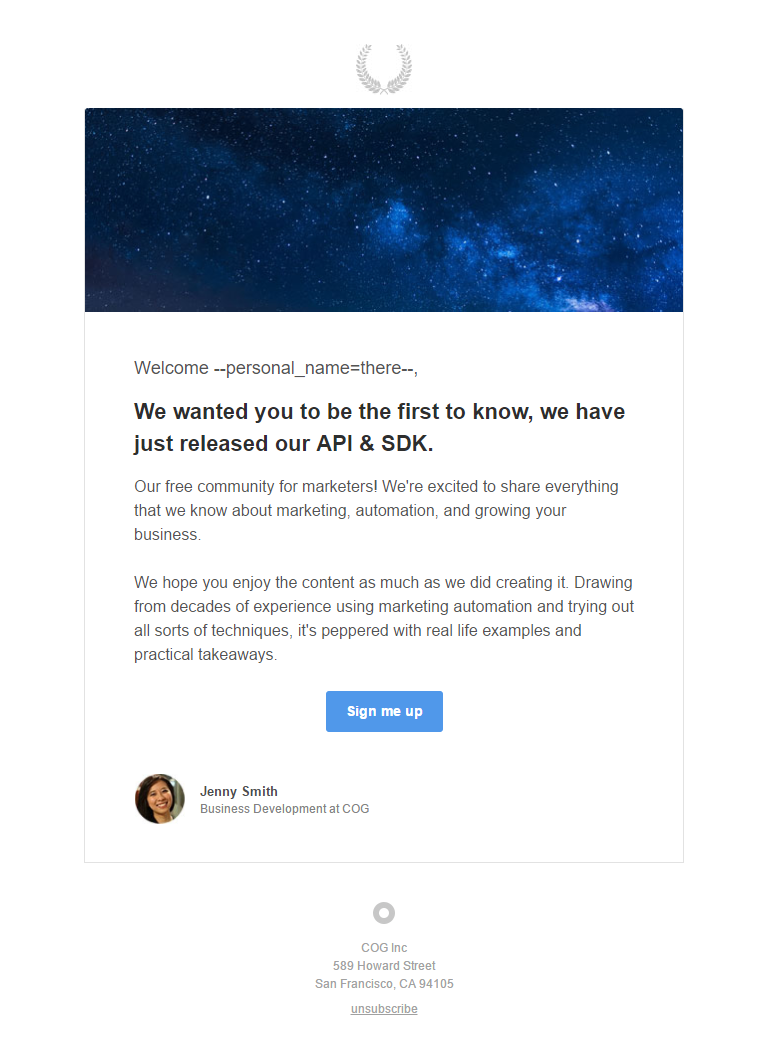 Welcome --personal_name=there--,
We wanted you to be the first to know, we have
just released our API & SDK.
Our free community for marketers! We're excited to share everything
that we know about marketing, automation, and growing your
business.
We hope you enjoy the content as much as we did creating it. Drawing
from decades of experience using marketing automation and trying out
all sorts of techniques, it's peppered with real life examples and
practical takeaways.
Sign me up
Jenny Smith
Business Development at COG
COG Inc
589 Howard Street
San Francisco, CA 94105
unsubscribe